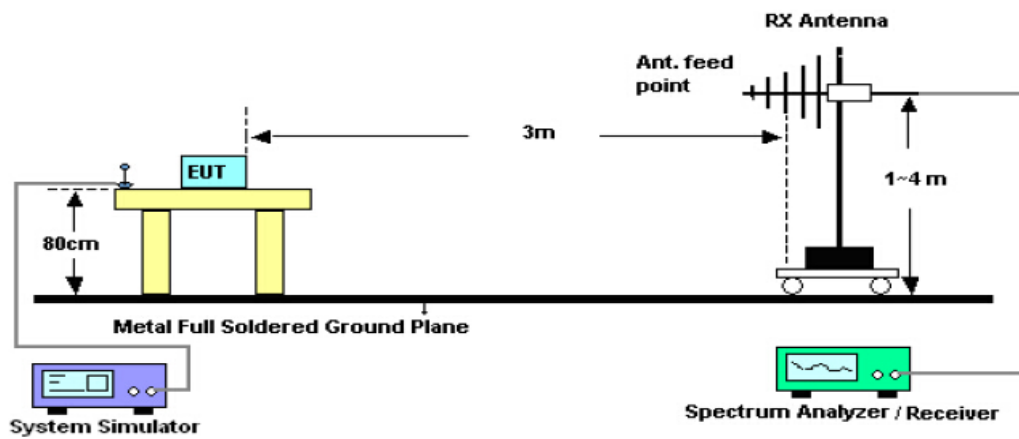 RX Antenna
Ant. feed
point
3m
EUT
1~4 m
80cm
Metal Full Soldered Ground Plane
System Simulator
Spectrum Analyzer / Receiver